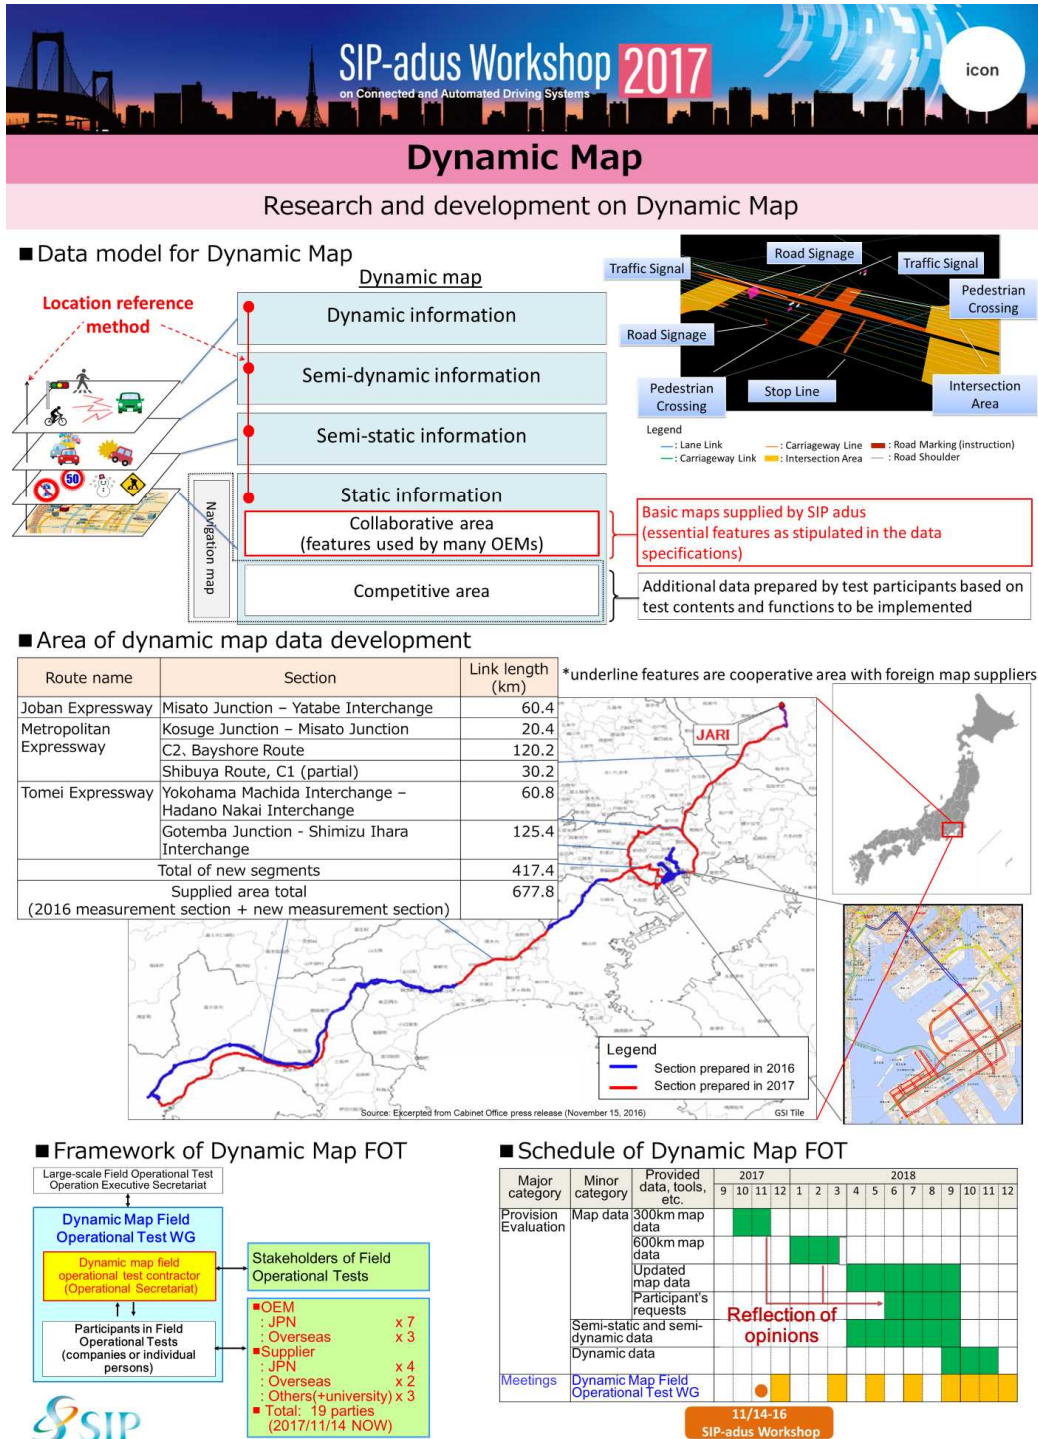 SIP-adus Workshop 2017
on Connected and Automated Driving Systems
icon
Dynamic Map
Research and development on Dynamic Map
■Data model for Dynamic Map
Dynamic map
Location reference
method
Dynamic information
Semi-dynamic information
Semi-static information
Static information
Collaborative area
(features used by many OEMs)
Competitive area
Navigation map
50
Road Signage
Traffic Signal
Traffic Signal
Pedestrian
Crossing
Road Signage
Pedestrian
Crossing
Stop Line
Intersection
Area
Legend
: Lane Link
: Carriageway Line
: Road Marking (instruction)
: Carriageway Link
: Intersection Area
: Road Shoulder
Basic maps supplied by SIP adus
(essential features as stipulated in the data
specifications)
Additional data prepared by test participants based on
test contents and functions to be implemented
■Area of dynamic map data development
Route name Section Link length
(km)
Joban Expressway Misato Junction – Yatabe Interchange 60.4
Metropolitan
Expressway
Kosuge Junction – Misato Junction 20.4
C2、Bayshore Route 120.2
Shibuya Route, C1 (partial) 30.2
Tomei Expressway Yokohama Machida Interchange –
Hadano Nakai Interchange 60.8
Gotemba Junction - Shimizu Ihara
Interchange 125.4
Total of new segments 417.4
Supplied area total
(2016 measurement section + new measurement section) 677.8
*underline features are cooperative area with foreign map suppliers
JARI
Legend
Section prepared in 2016
Section prepared in 2017
Source: Excerpted from Cabinet Office press release (November 15, 2016)
GSI Tile
■Framework of Dynamic Map FOT
Large-scale Field Operational Test
Operation Executive Secretariat
Dynamic Map Field
Operational Test WG
Dynamic map field
operational test contractor
(Operational Secretariat)
Participants in Field
Operational Tests
(companies or individual
persons)
Stakeholders of Field
Operational Tests
■OEM
: JPN x 7
: Overseas x 3
■Supplier
: JPN x 4
: Overseas x 2
: Others(+university) x 3
■ Total: 19 parties
(2017/11/14 NOW)
SIP
■Schedule of Dynamic Map FOT
Major
category
Minor
category
Provided
data, tools,
etc.
2017 2018
9 10 11 12 1 2 3 4 5 6 7 8 9 10 11 12
Provision
Evaluation
Map data
300km map
data
600km map
data
Updated
map data
Participant's
requests
Semi-static and semi-
dynamic data
Dynamic data
Reflection of
opinions
Meetings
Dynamic Map Field
Operational Test WG
11/14-16
SIP-adus Workshop